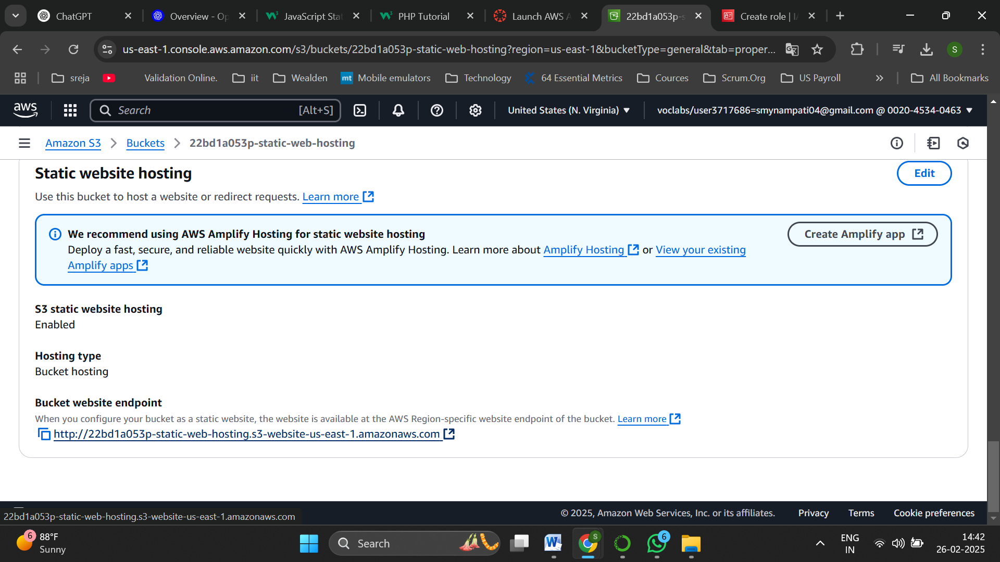 ChatGPT
Overview - Op
JavaScript Stat
PHP Tutorial
Launch AWS A
22bd1a053p-s
Create role | IA
us-east-1.console.aws.amazon.com/s3/buckets/22bd1a053p-static-web-hosting?region=us-east-1&bucketType=general&tab=proper...
S
sreja
Validation Online.
iit
Wealden
mt
Mobile emulators
Technology
64 Essential Metrics
Cources
Scrum.Org
US Payroll
»
All Bookmarks
aws
Search
[Alt+S]
United States (N. Virginia)
voclabs/user3717686=smynampati04@gmail.com @ 0020-4534-0463
Amazon S3
Buckets
22bd1a053p-static-web-hosting
Static website hosting
Edit
Use this bucket to host a website or redirect requests. Learn more
We recommend using AWS Amplify Hosting for static website hosting
Create Amplify app
Deploy a fast, secure, and reliable website quickly with AWS Amplify Hosting. Learn more about Amplify Hosting or View your existing
Amplify apps
S3 static website hosting
Enabled
Hosting type
Bucket hosting
Bucket website endpoint
When you configure your bucket as a static website, the website is available at the AWS Region-specific website endpoint of the bucket. Learn more
http://22bd1a053p-static-web-hosting.s3-website-us-east-1.amazonaws.com
22bd1a053p-static-web-hosting.s3-website-us-east-1.amazonaws.com
© 2025, Amazon Web Services, Inc. or its affiliates.
Privacy
Terms
Cookie preferences
6
88°F
Sunny
Search
W
S
6
ENG
IN
14:42
26-02-2025